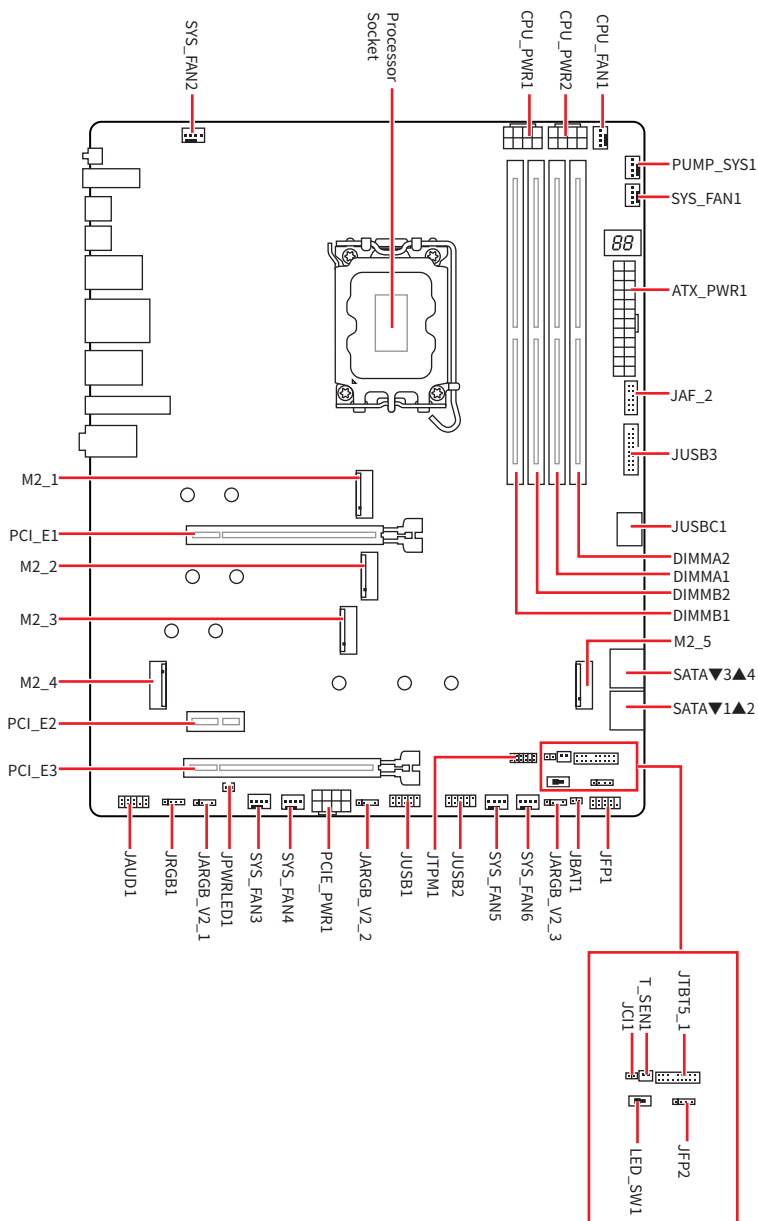 SYS_FAN2
Processor
Socket
CPU_PWR1
CPU_PWR2
CPU_FAN1
PUMP_SYS1
SYS_FAN1
88
ATX_PWR1
JAF_2
JUSB3
JUSBC1
DIMMA2
DIMMA1
DIMMB2
DIMMB1
M2_5
SATA▼3▲4
SATA▼1▲2
M2_1
PCI_E1
M2_2
M2_3
M2_4
PCI_E2
PCI_E3
JAUD1
JRGB1
JARGB_V2_1
JPWRLED1
SYS_FAN3
SYS_FAN4
PCIE_PWR1
JARGB_V2_2
JUSB1
JTPM1
JUSB2
SYS_FAN5
SYS_FAN6
JARGB_V2_3
JBAT1
JFP1
JCI1
T_SEN1
JTBT5_1
LED_SW1
JFP2